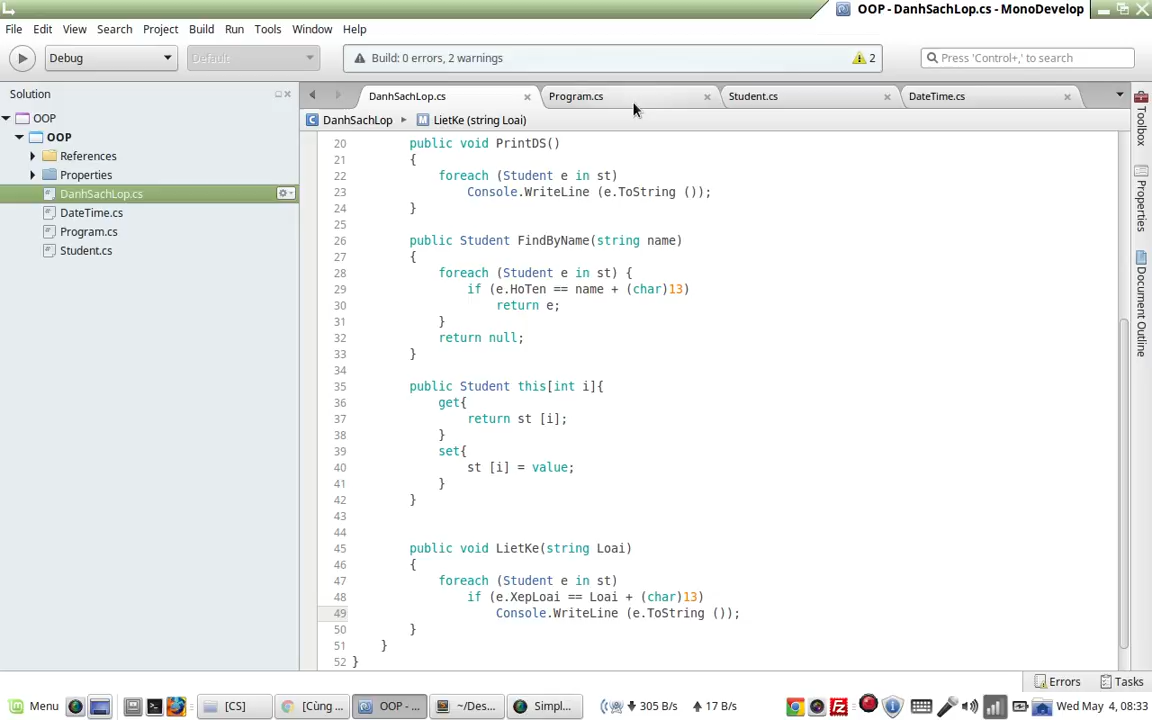 OOP - DanhSachLop.cs - MonoDevelop
File Edit View Search Project Build Run Tools Window Help
Debug Default Build: 0 errors, 2 warnings 2 Press 'Control+,' to search
Solution
OOP
OOP
References
Properties
DanhSachLop.cs
DateTime.cs
Program.cs
Student.cs
DanhSachLop.cs Program.cs Student.cs DateTime.cs
C DanhSachLop M LietKe (string Loai)
20 public void PrintDS()
21 {
22 foreach (Student e in st)
23 Console.WriteLine (e.ToString ());
24 }
25
26 public Student FindByName(string name)
27 {
28 foreach (Student e in st) {
29 if (e.HoTen == name + (char)13)
30 return e;
31 }
32 return null;
33 }
34
35 public Student this[int i]{
36 get{
37 return st [i];
38 }
39 set{
40 st [i] = value;
41 }
42 }
43
44
45 public void LietKe(string Loai)
46 {
47 foreach (Student e in st)
48 if (e.XepLoai == Loai + (char)13)
49 Console.WriteLine (e.ToString ());
50 }
51 }
52 }
Toolbox
Properties
Document Outline
Errors Tasks
Menu [CS] [Cùng ... OOP - ... ~/Des... Simpl... 305 B/s 17 B/s Wed May 4, 08:33